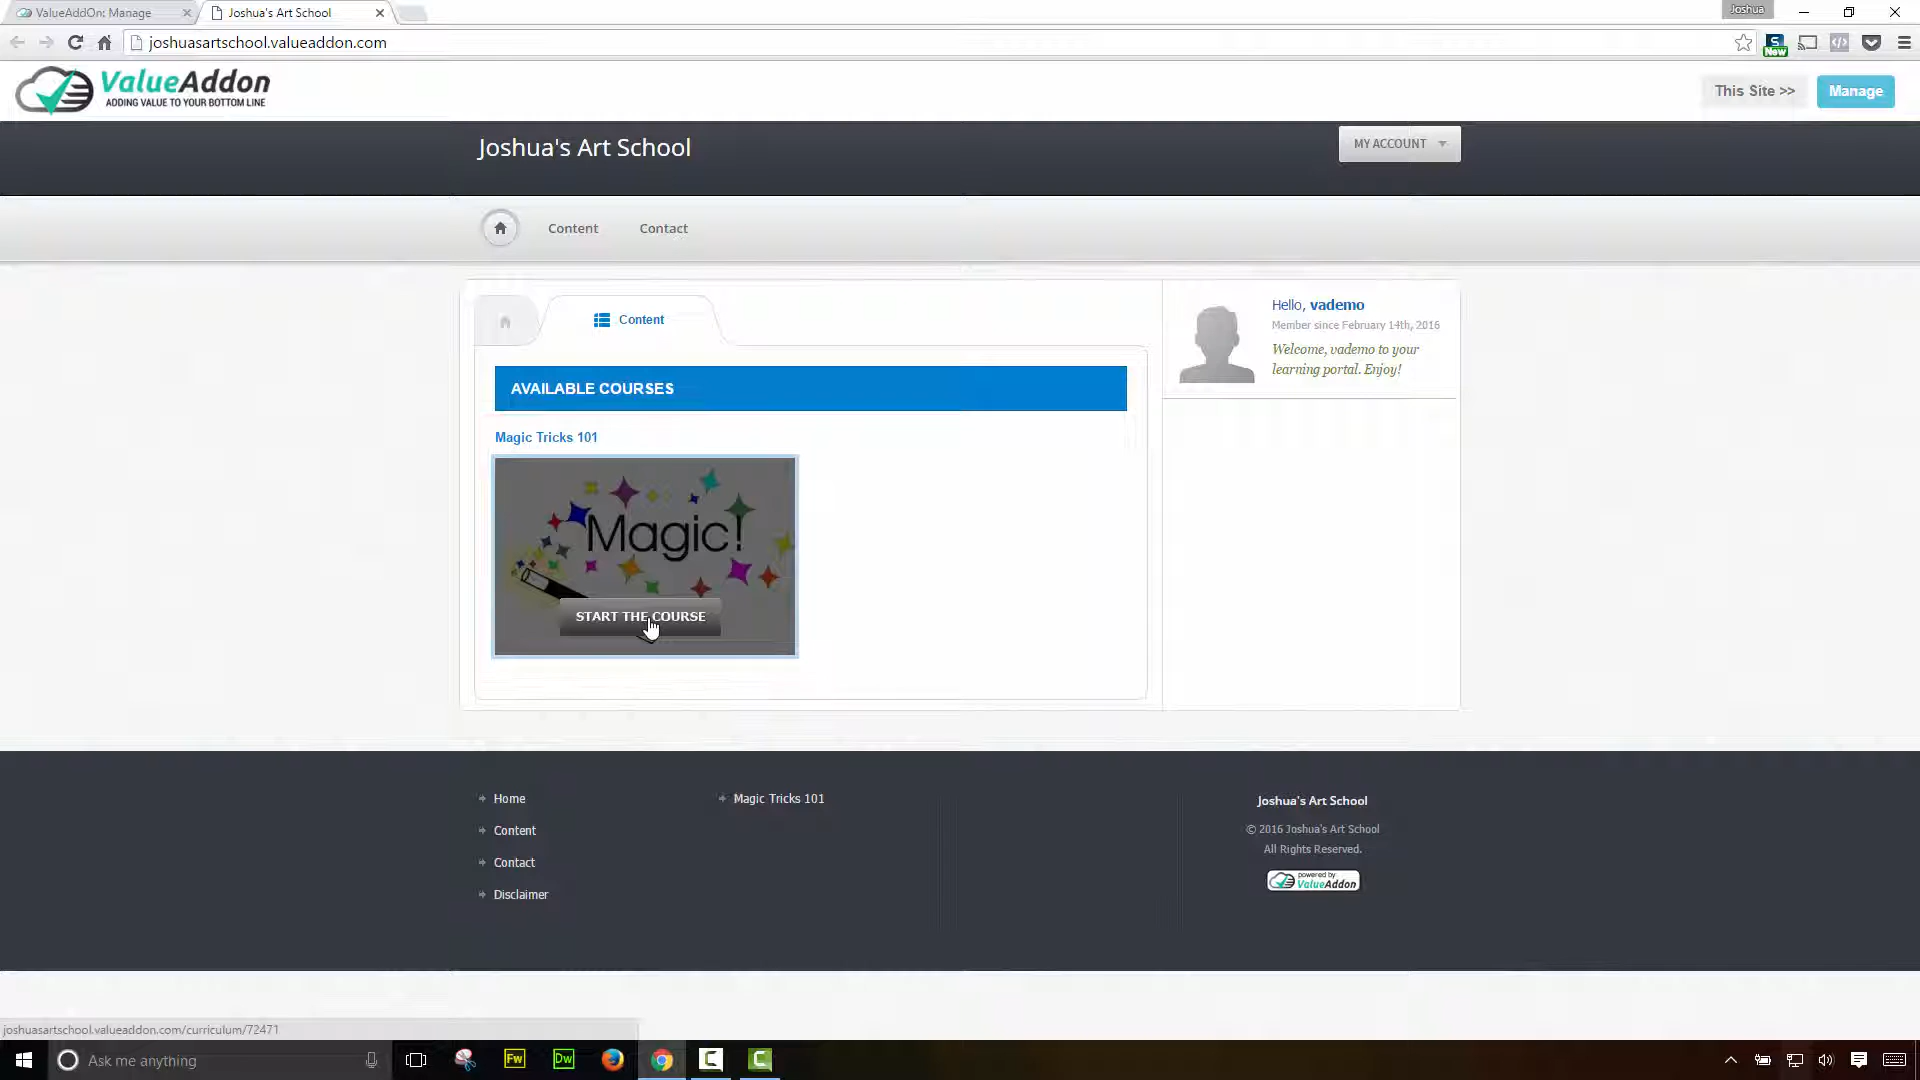 ValueAddOn: Manage
Joshua's Art School
Joshua
joshuasartschool.valueaddon.com
S
New
ValueAddon
ADDING VALUE TO YOUR BOTTOM LINE
This Site >>
Manage
Joshua's Art School
MY ACCOUNT
Content
Contact
Content
Hello, vademo
Member since February 14th, 2016
Welcome, vademo to your
learning portal. Enjoy!
AVAILABLE COURSES
Magic Tricks 101
Magic!
START THE COURSE
Home
Content
Contact
Disclaimer
Magic Tricks 101
Joshua's Art School
© 2016 Joshua's Art School
All Rights Reserved.
powered by
ValueAddon
joshuasartschool.valueaddon.com/curriculum/72471
Ask me anything
Fw
Dw
C
C